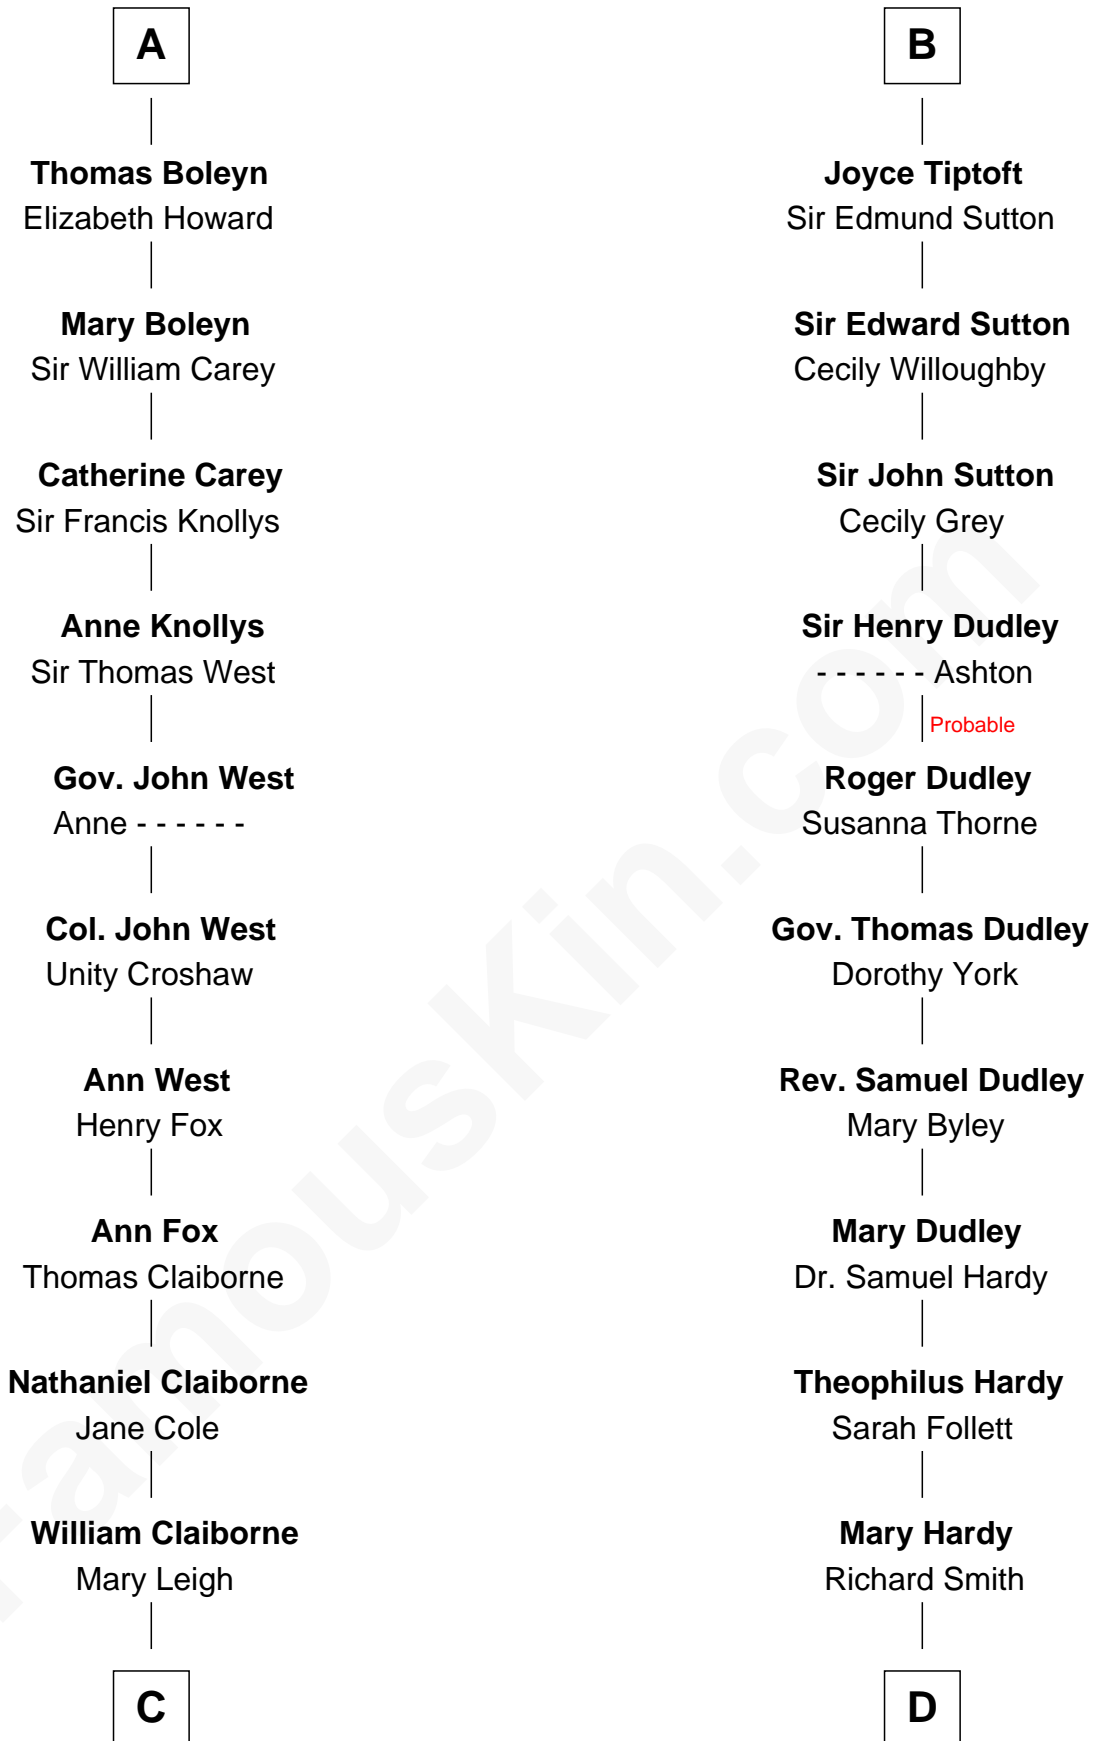 A
Thomas Boleyn
Elizabeth Howard
Mary Boleyn
Sir William Carey
Catherine Carey
Sir Francis Knollys
Anne Knollys
Sir Thomas West
Gov. John West
Anne - - - - - -
Col. John West
Unity Croshaw
Ann West
Henry Fox
Ann Fox
Thomas Claiborne
Nathaniel Claiborne
Jane Cole
William Claiborne
Mary Leigh
C
B
Joyce Tiptoft
Sir Edmund Sutton
Sir Edward Sutton
Cecily Willoughby
Sir John Sutton
Cecily Grey
Sir Henry Dudley
- - - - - - Ashton
Probable
Roger Dudley
Susanna Thorne
Gov. Thomas Dudley
Dorothy York
Rev. Samuel Dudley
Mary Byley
Mary Dudley
Dr. Samuel Hardy
Theophilus Hardy
Sarah Follett
Mary Hardy
Richard Smith
D
FamousKin.com